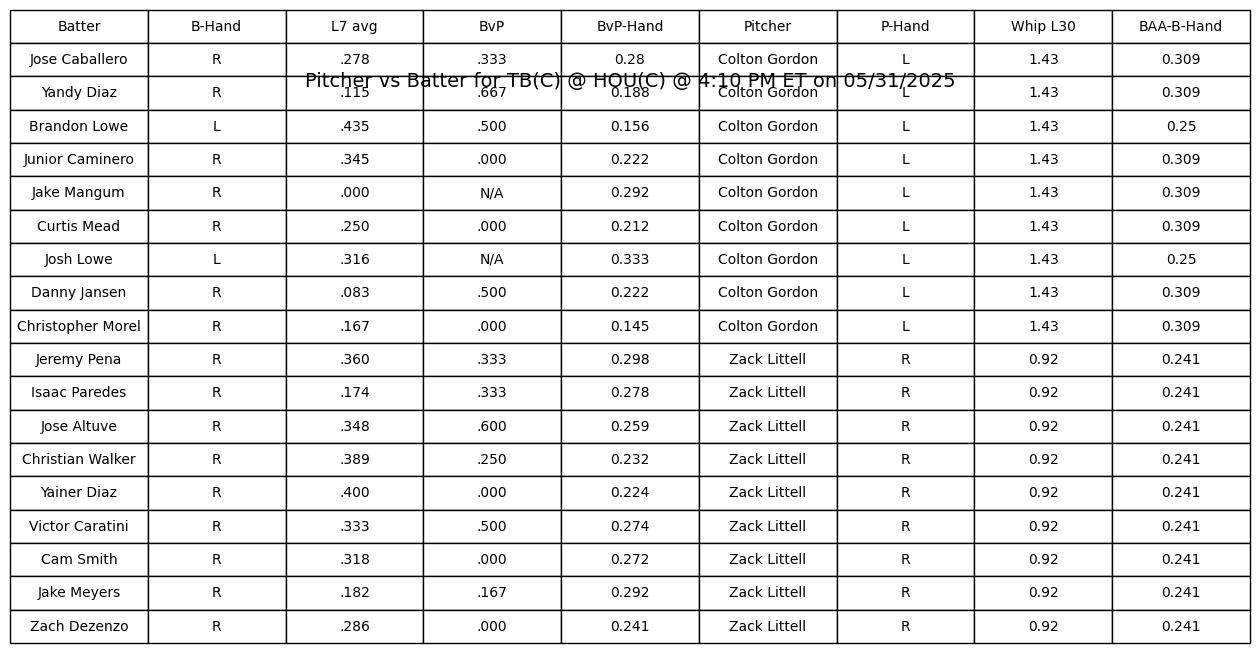 Batter B-Hand L7 avg BvP BvP-Hand Pitcher P-Hand Whip L30 BAA-B-Hand
Jose Caballero R .278 .333 0.28 Colton Gordon L 1.43 0.309
Pitcher vs Batter for TB(C) @ HOU(C) @ 4:10 PM ET on 05/31/2025
Yandy Diaz R .115 .667 0.188 Colton Gordon L 1.43 0.309
Brandon Lowe L .435 .500 0.156 Colton Gordon L 1.43 0.25
Junior Caminero R .345 .000 0.222 Colton Gordon L 1.43 0.309
Jake Mangum R .000 N/A 0.292 Colton Gordon L 1.43 0.309
Curtis Mead R .250 .000 0.212 Colton Gordon L 1.43 0.309
Josh Lowe L .316 N/A 0.333 Colton Gordon L 1.43 0.25
Danny Jansen R .083 .500 0.222 Colton Gordon L 1.43 0.309
Christopher Morel R .167 .000 0.145 Colton Gordon L 1.43 0.309
Jeremy Pena R .360 .333 0.298 Zack Littell R 0.92 0.241
Isaac Paredes R .174 .333 0.278 Zack Littell R 0.92 0.241
Jose Altuve R .348 .600 0.259 Zack Littell R 0.92 0.241
Christian Walker R .389 .250 0.232 Zack Littell R 0.92 0.241
Yainer Diaz R .400 .000 0.224 Zack Littell R 0.92 0.241
Victor Caratini R .333 .500 0.274 Zack Littell R 0.92 0.241
Cam Smith R .318 .000 0.272 Zack Littell R 0.92 0.241
Jake Meyers R .182 .167 0.292 Zack Littell R 0.92 0.241
Zach Dezenzo R .286 .000 0.241 Zack Littell R 0.92 0.241